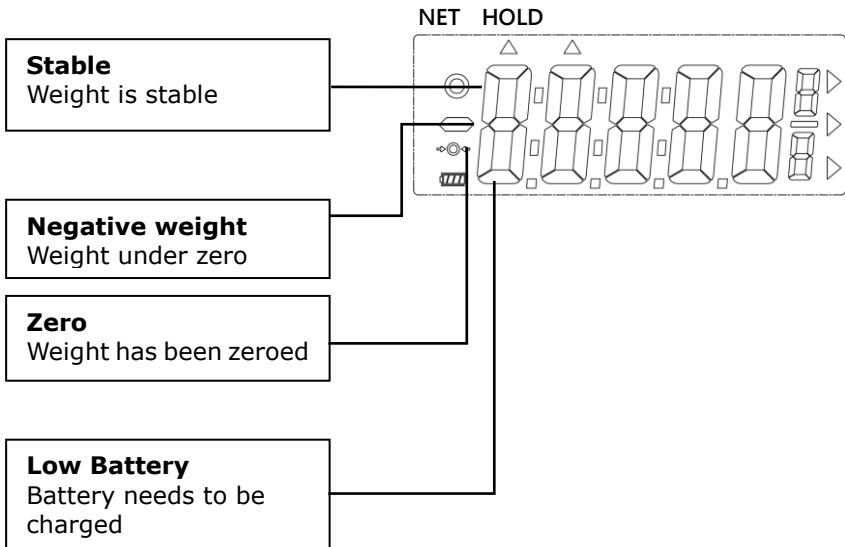 NET HOLD
Stable
Weight is stable
Negative weight
Weight under zero
Zero
Weight has been zeroed
Low Battery
Battery needs to be
charged